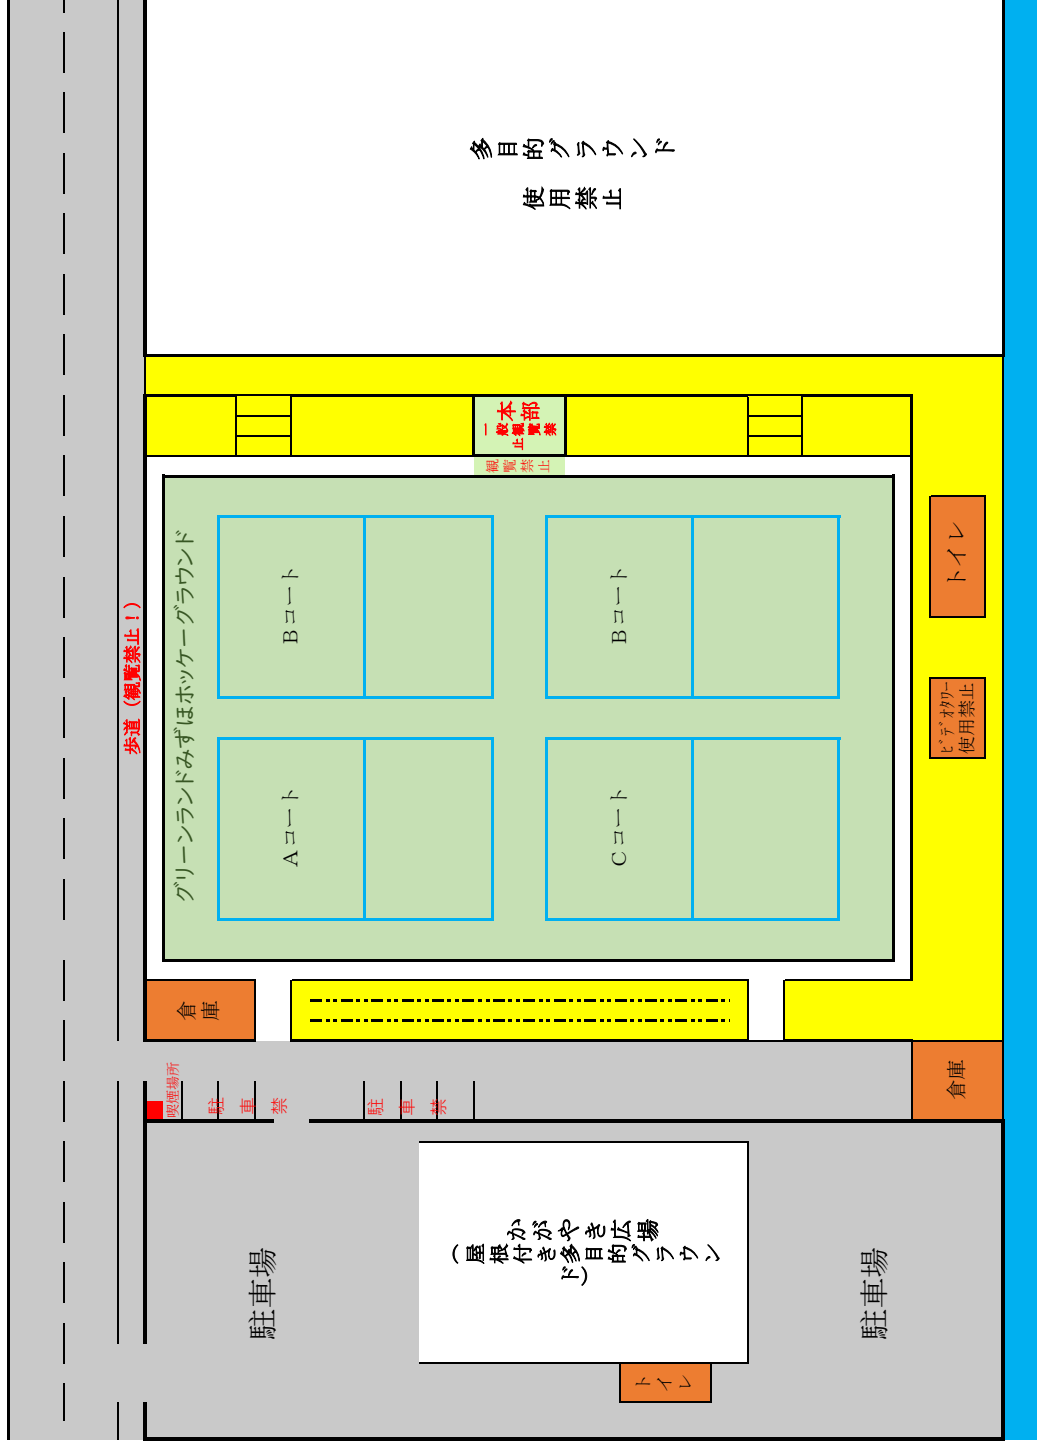 多目的グラウンド
使用禁止
本部
一般観覧禁
止
観覧禁止
グリーンランドみずほホッケーグラウンド
歩道（観覧禁止！）
Bコート
Bコート
トイレ
ﾋﾞﾃﾞｵﾀﾜｰ
使用禁止
Aコート
Cコート
倉
庫
倉庫
喫煙場所
駐車禁
駐車禁
かがやき広場
（屋根付き多目的グラウン
ド）
駐車場
駐車場
トイレ